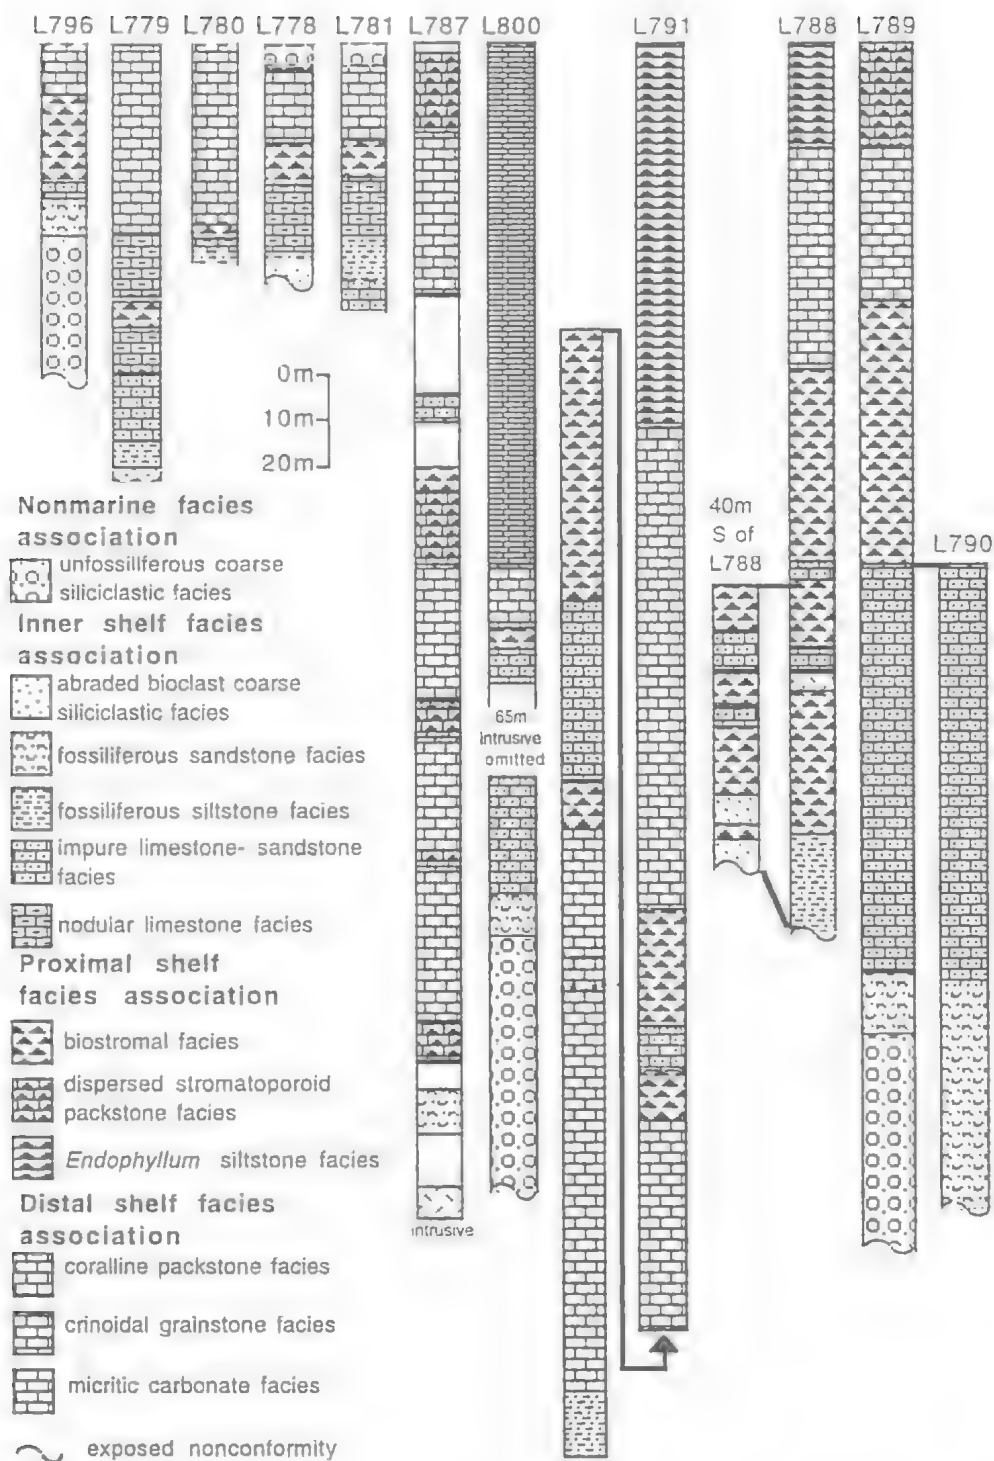 L796 L779 L780 L778 L781 L787 L800 L791 L788 L789
0m
10m
20m
40m
S of
L788
L790
Nonmarine facies
association
unfossiliferous coarse
siliciclastic facies
Inner shelf facies
association
abraded bioclast coarse
siliciclastic facies
fossiliferous sandstone facies
fossiliferous siltstone facies
impure limestone- sandstone
facies
nodular limestone facies
Proximal shelf
facies association
biostromal facies
dispersed stromatoporoid
packstone facies
Endophyllum siltstone facies
Distal shelf facies
association
coralline packstone facies
crinoidal grainstone facies
micritic carbonate facies
exposed nonconformity
65m
intrusive
omitted
intrusive